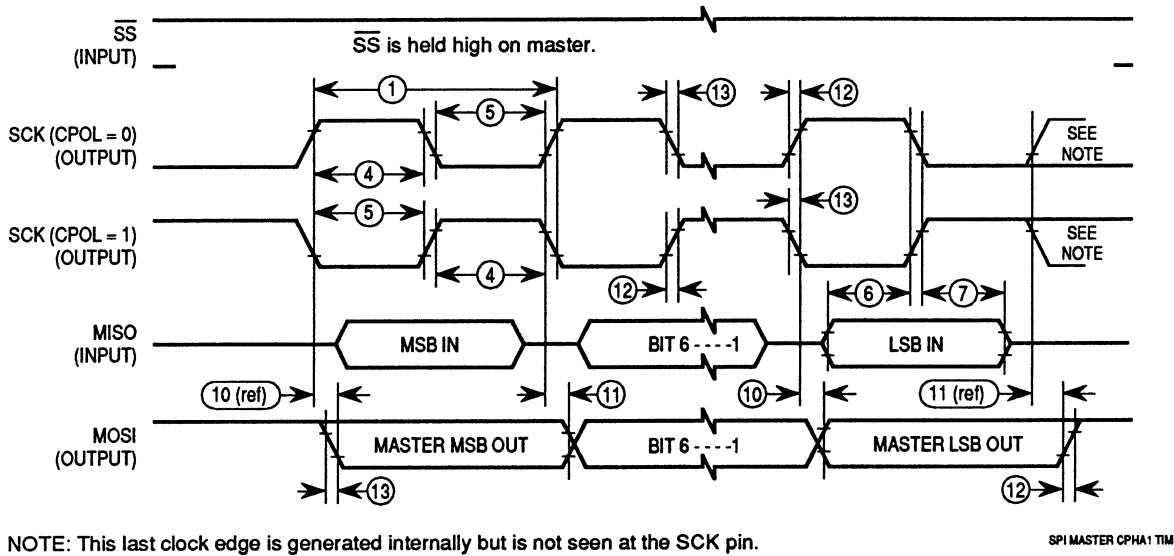 SS
(INPUT)
SS is held high on master.
1
5
13
12
SCK (CPOL = 0)
(OUTPUT)
SEE
NOTE
4
5
13
SCK (CPOL = 1)
(OUTPUT)
SEE
NOTE
4
12
6
7
MISO
(INPUT)
MSB IN
BIT 6 - - - - -1
LSB IN
10 (ref)
11
10
11 (ref)
MOSI
(OUTPUT)
MASTER MSB OUT
BIT 6 - - - - -1
MASTER LSB OUT
13
12
NOTE: This last clock edge is generated internally but is not seen at the SCK pin.
SPI MASTER CPHA1 TIM